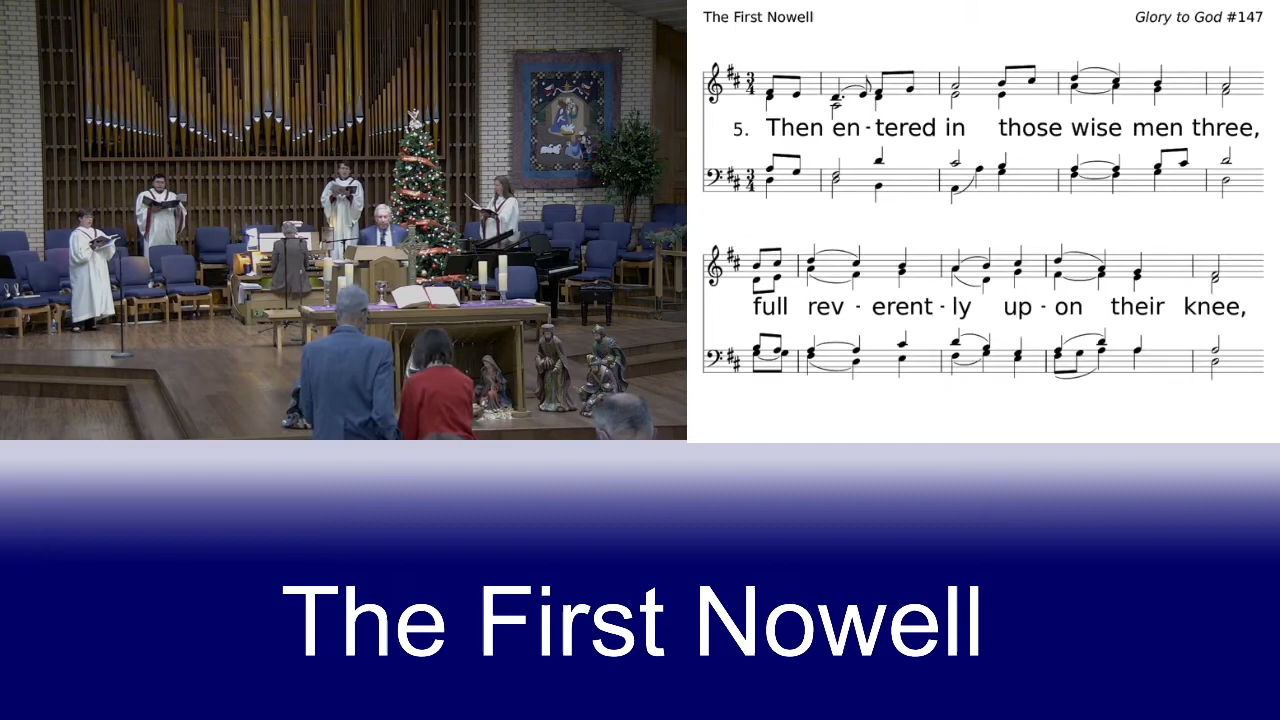 The First Nowell
Glory to God #147
5. Then en - tered in those wise men three,
full rev - erent - ly up - on their knee,
The First Nowell